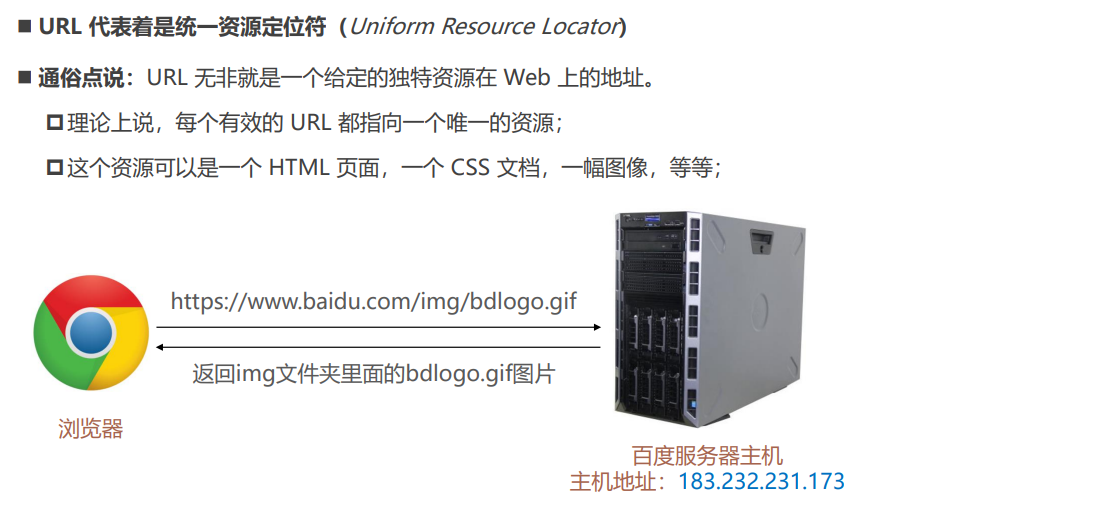 URL 代表着是统一资源定位符（Uniform Resource Locator)
通俗点说：URL 无非就是一个给定的独特资源在 Web 上的地址。
理论上说，每个有效的 URL 都指向一个唯一的资源；
这个资源可以是一个 HTML 页面，一个 CSS 文档，一幅图像，等等；
https://www.baidu.com/img/bdlogo.gif
返回img文件夹里面的bdlogo.gif图片
浏览器
百度服务器主机
主机地址：183.232.231.173